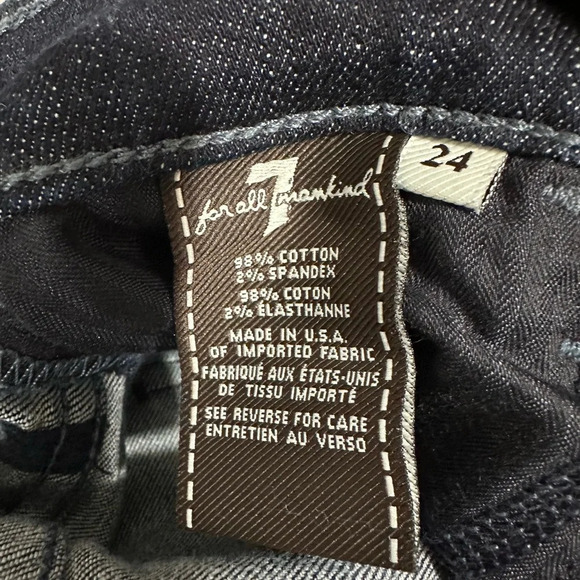 7
for all mankind
24
98% COTTON
2% SPANDEX
98% COTON
2% ÉLASTHANNE
MADE IN U.S.A.
OF IMPORTED FABRIC
FABRIQUÉ AUX ÉTATS-UNIS
DE TISSU IMPORTÉ
SEE REVERSE FOR CARE
ENTRETIEN AU VERSO